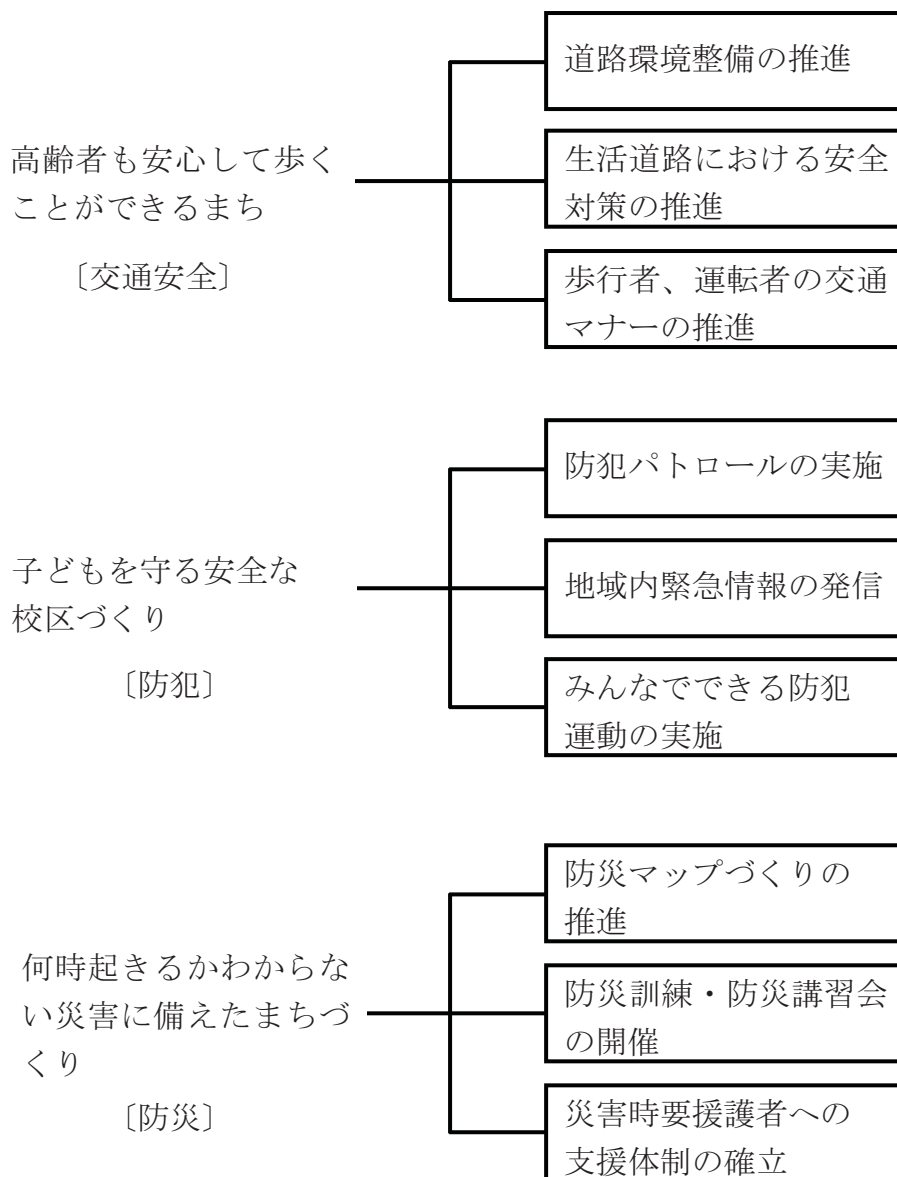 高齢者も安心して歩く
ことができるまち
〔交通安全〕
道路環境整備の推進
生活道路における安全
対策の推進
歩行者、運転者の交通
マナーの推進
子どもを守る安全な
校区づくり
〔防犯〕
防犯パトロールの実施
地域内緊急情報の発信
みんなでできる防犯
運動の実施
何時起きるかわからな
い災害に備えたまちづ
くり
〔防災〕
防災マップづくりの
推進
防災訓練・防災講習会
の開催
災害時要援護者への
支援体制の確立